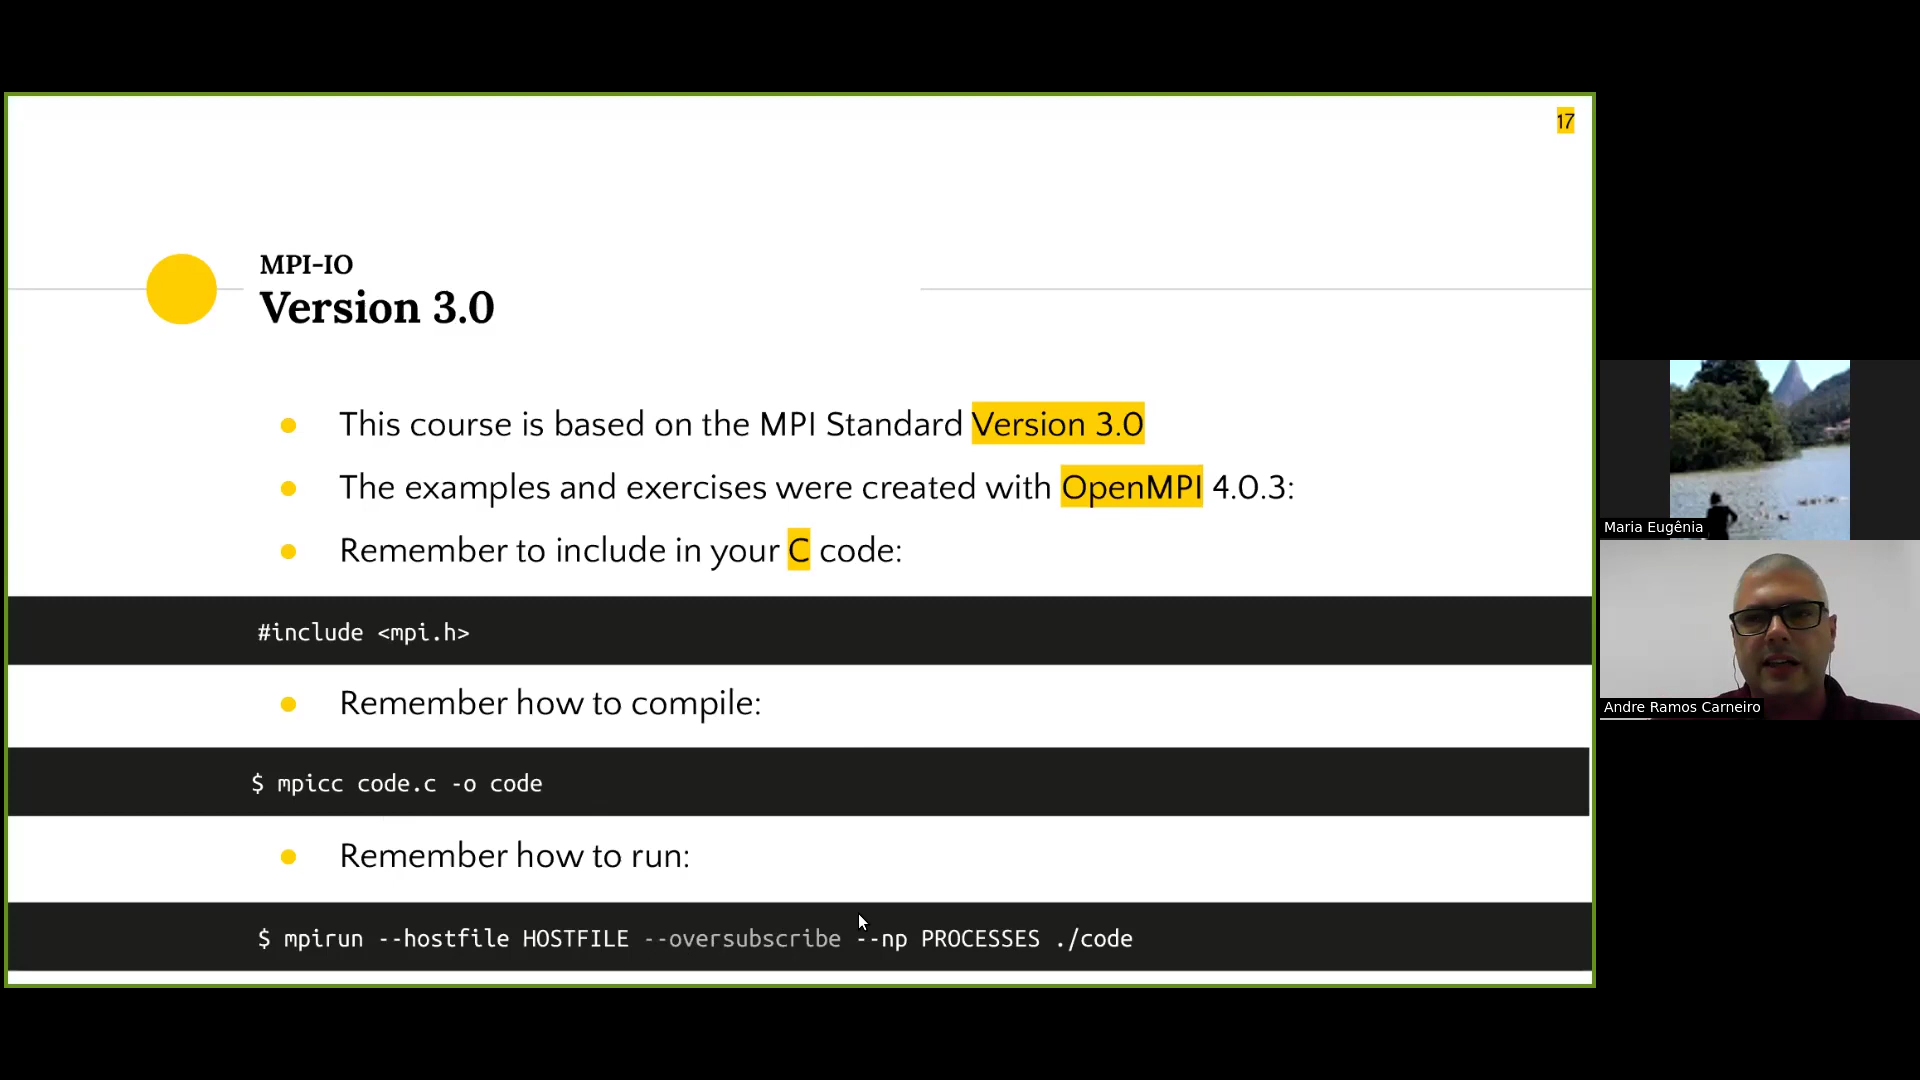 17
MPI-IO
Version 3.0
● This course is based on the MPI Standard Version 3.0
● The examples and exercises were created with OpenMPI 4.0.3:
● Remember to include in your C code:
#include <mpi.h>
● Remember how to compile:
$ mpicc code.c -o code
● Remember how to run:
$ mpirun --hostfile HOSTFILE --oversubscribe --np PROCESSES ./code
Maria Eugênia
Andre Ramos Carneiro